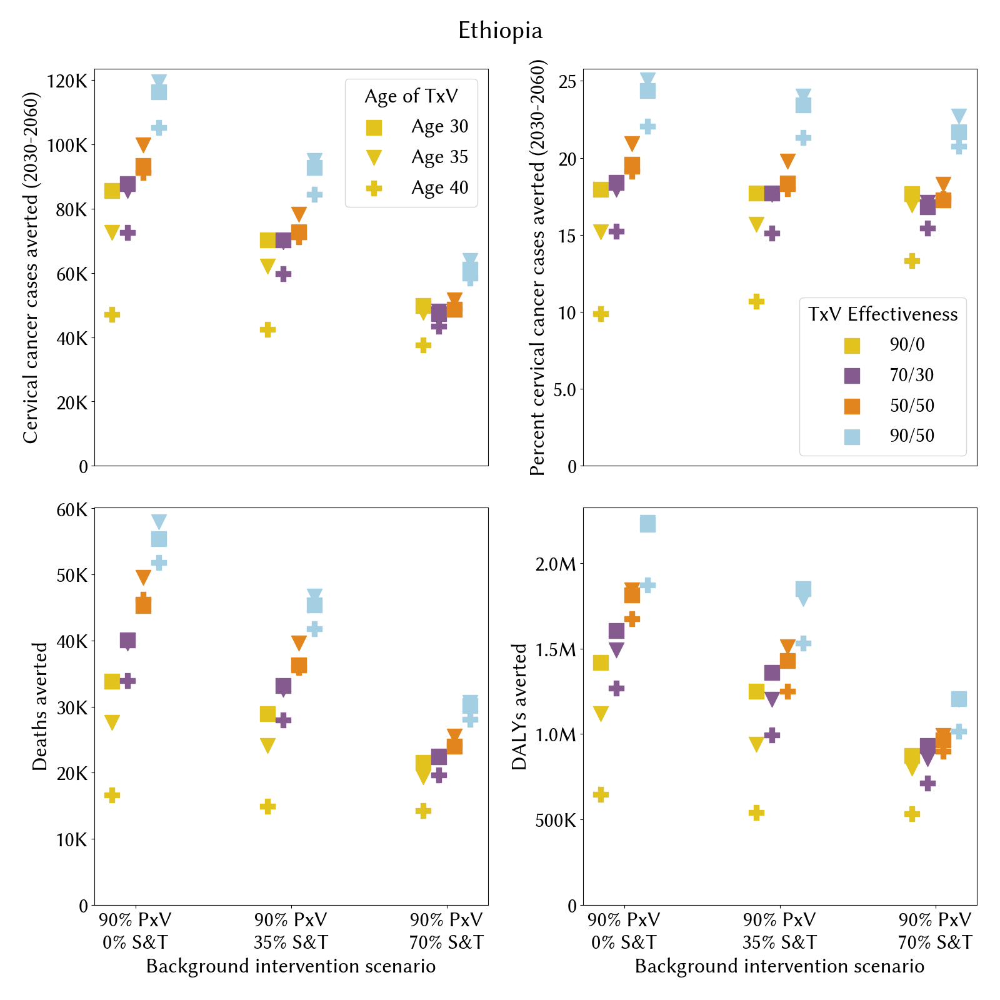 Ethiopia
Cervical cancer cases averted (2030-2060)
120K
100K
80K
60K
40K
20K
0
Age of TxV
Age 30
Age 35
Age 40
Percent cervical cancer cases averted (2030-2060)
25
20
15
10
5.0
0
TxV Effectiveness
90/0
70/30
50/50
90/50
Deaths averted
60K
50K
40K
30K
20K
10K
0
90% PxV
0% S&T
90% PxV
35% S&T
90% PxV
70% S&T
Background intervention scenario
DALYs averted
2.0M
1.5M
1.0M
500K
0
90% PxV
0% S&T
90% PxV
35% S&T
90% PxV
70% S&T
Background intervention scenario